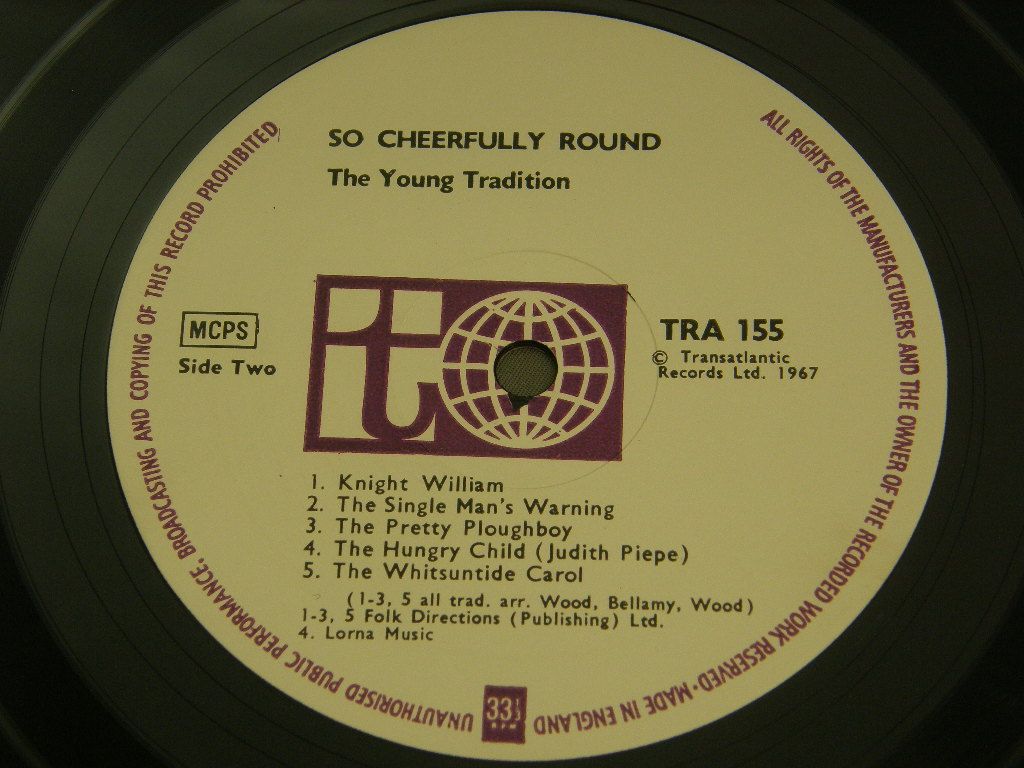 SO CHEERFULLY ROUND
The Young Tradition
to
MCPS
Side Two
TRA 155
© Transatlantic
Records Ltd. 1967
1. Knight William
2. The Single Man's Warning
3. The Pretty Ploughboy
4. The Hungry Child (Judith Piepe)
5. The Whitsuntide Carol
(1-3, 5 all trad. arr. Wood, Bellamy, Wood)
1-3, 5 Folk Directions (Publishing) Ltd.
4. Lorna Music
ALL RIGHTS OF THE MANUFACTURERS AND THE OWNER OF THE RECORDED WORK RESERVED · MADE IN ENGLAND
33⅓
UNAUTHORISED PUBLIC PERFORMANCE, BROADCASTING AND COPYING OF THIS RECORD PROHIBITED